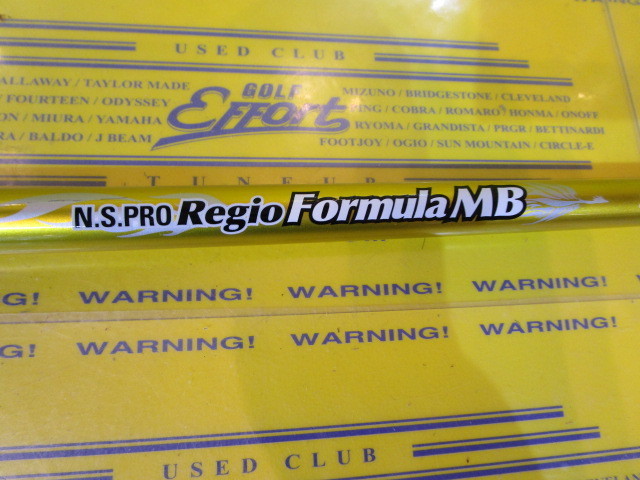 USED CLUB
ALLAWAY / TAYLOR MADE
GOLF
MIZUNO / BRIDGESTONE / CLEVELAND
FOURTEEN / ODYSSEY
Effort
PING / COBRA / ROMARO / HONMA / ONOFF
ON / MIURA / YAMAHA
RYOMA / GRANDISTA / PRGR / BETTINARDI
RA / BALDO / J BEAM
FOOTJOY / OGIO / SUN MOUNTAIN / CIRCLE-E
TUNE UP
N.S.PRO Regio Formula MB
WARNING! WARNING! WARNING!
G! WARNING! WARNING! WARNING!
USED CLUB